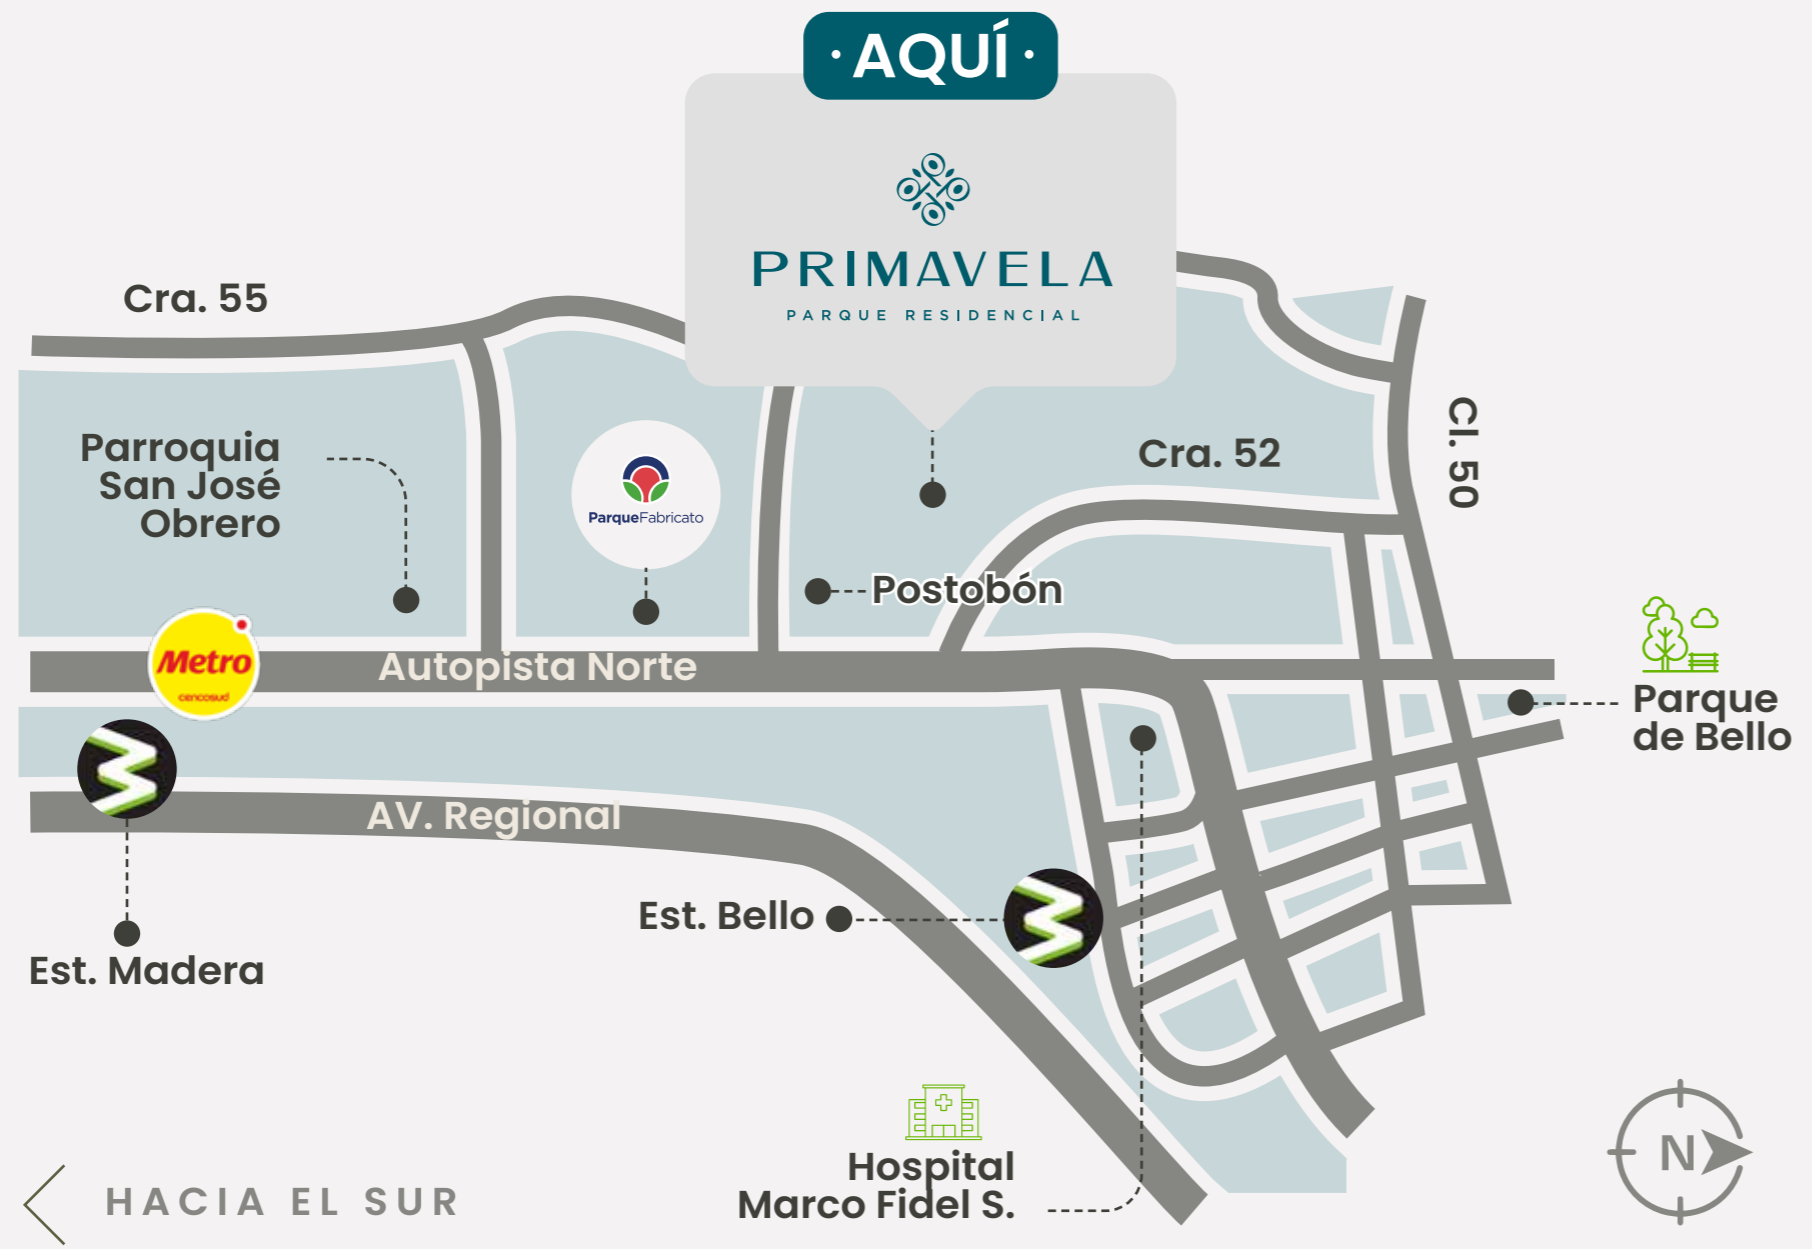 · AQUÍ ·
PRIMAVELA
PARQUE RESIDENCIAL
Cra. 55
Parroquia
San José
Obrero
ParqueFabricato
Cra. 52
Cl. 50
Postobón
Metro
cencosud
Autopista Norte
Parque
de Bello
AV. Regional
Est. Bello
Est. Madera
Hospital
Marco Fidel S.
HACIA EL SUR
N